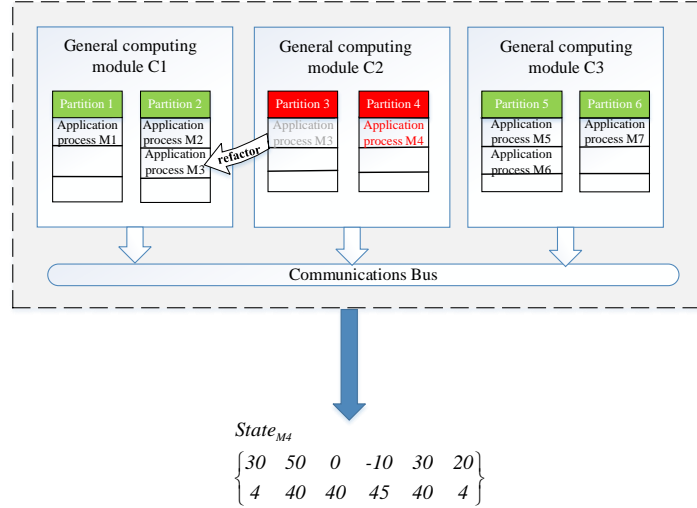 General computing
module C1
General computing
module C2
General computing
module C3
Partition 1
Partition 2
Partition 3
Partition 4
Partition 5
Partition 6
Application
process M1
Application
process M2
Application
process M3
Application
process M3
Application
process M4
Application
process M5
Application
process M6
Application
process M7
refactor
Communications Bus
State_M4
30 50 0 -10 30 20
4 40 40 45 40 4